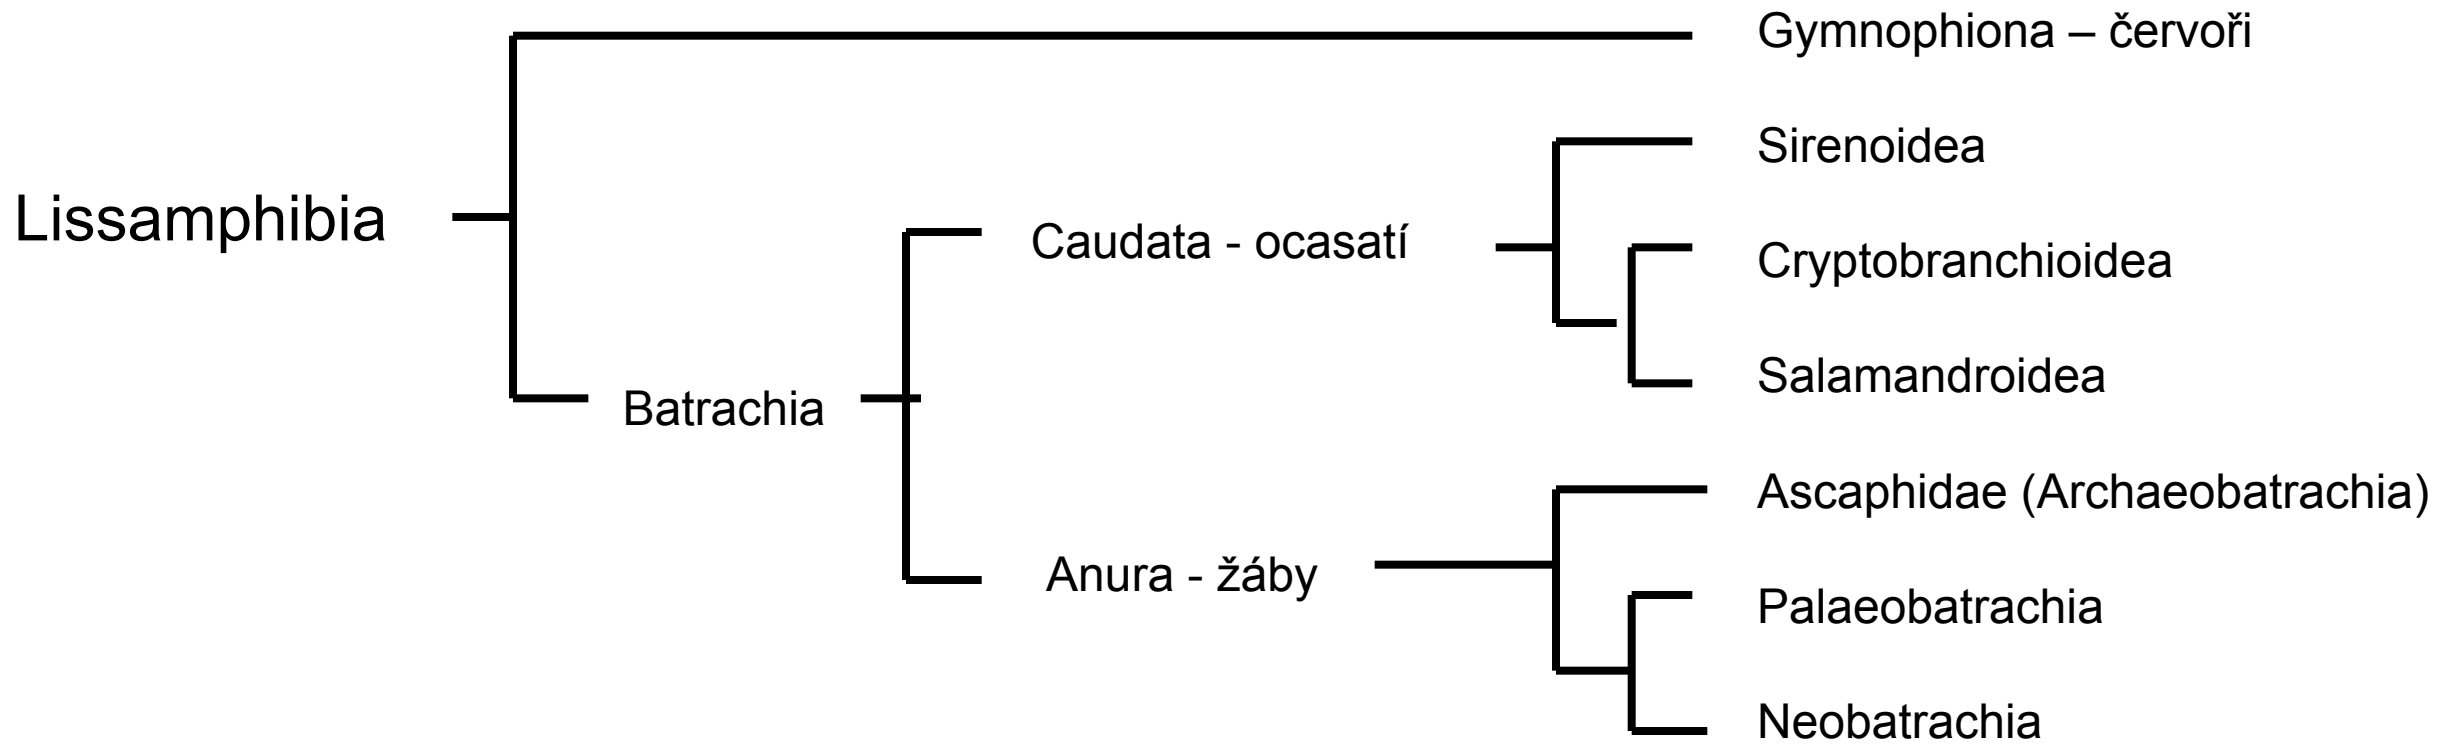 Gymnophiona – červoři
Sirenoidea
Lissamphibia
Caudata - ocasatí
Cryptobranchioidea
Salamandroidea
Batrachia
Ascaphidae (Archaeobatrachia)
Anura - žáby
Palaeobatrachia
Neobatrachia